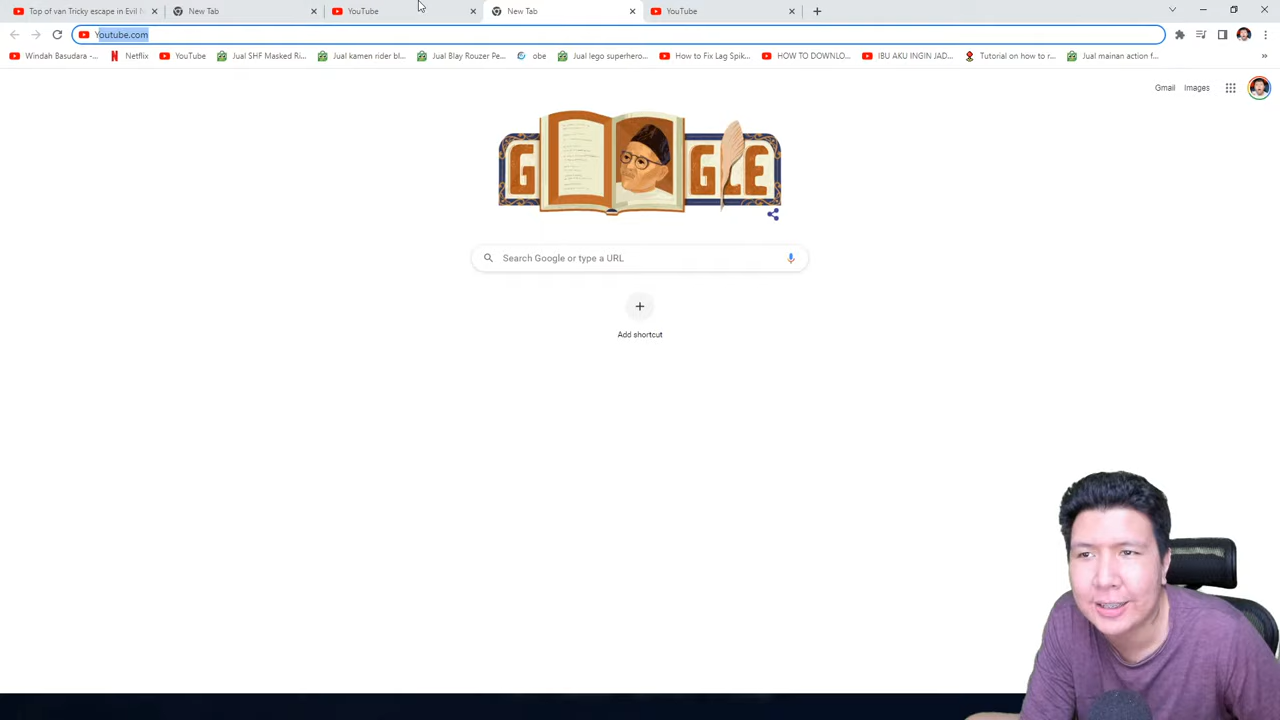 Top of van Tricky escape in Evil N
New Tab
YouTube
New Tab
YouTube
Youtube.com
Windah Basudara -...
Netflix
YouTube
Jual SHF Masked Ri...
Jual kamen rider bl...
Jual Blay Rouzer Pe...
obe
Jual lego superhero...
How to Fix Lag Spik...
HOW TO DOWNLO...
IBU AKU INGIN JAD...
Tutorial on how to r...
Jual mainan action f...
Gmail
Images
G GLE
Search Google or type a URL
Add shortcut